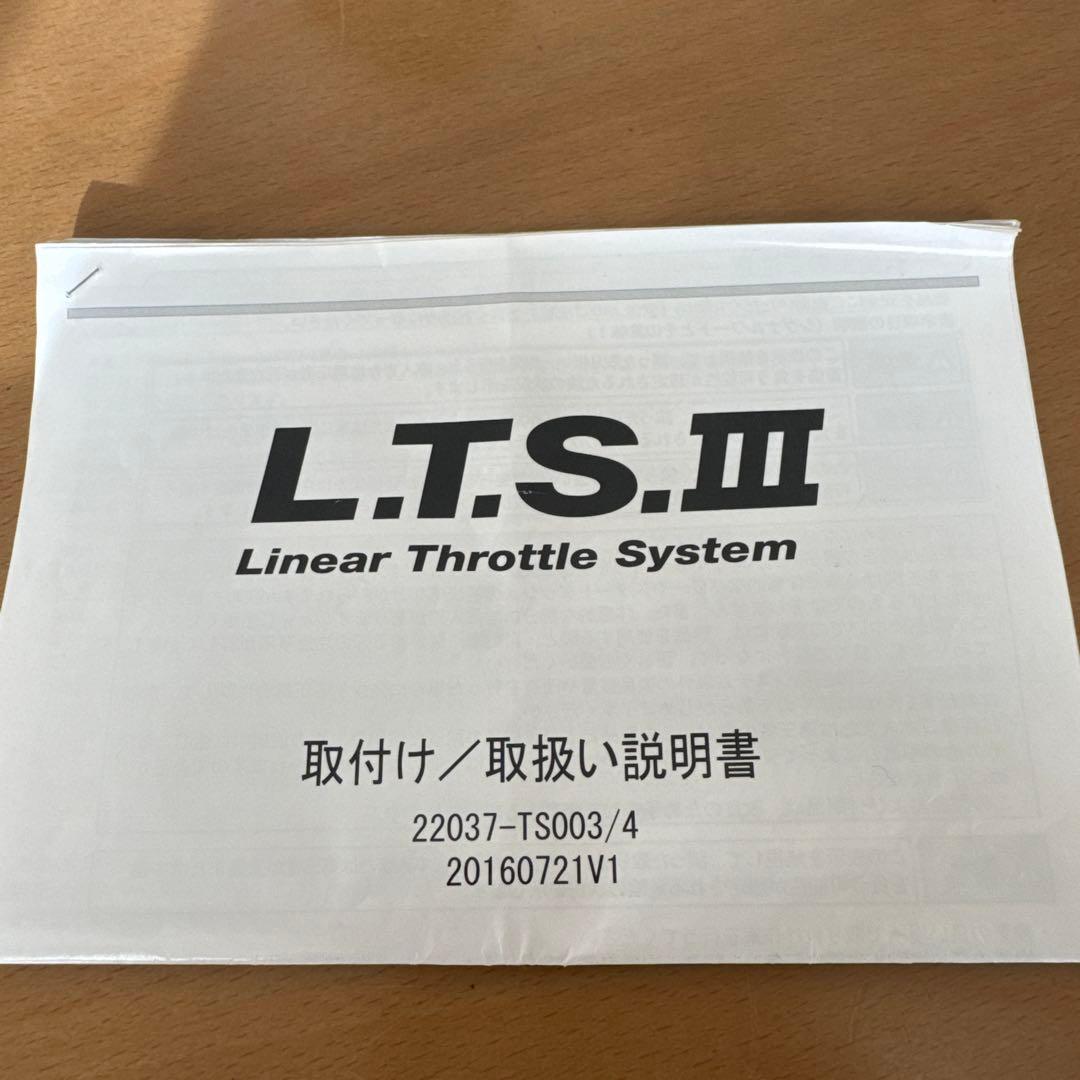 L.T.S.III
Linear Throttle System
取付け/取扱い説明書
22037-TS003/4
20160721V1